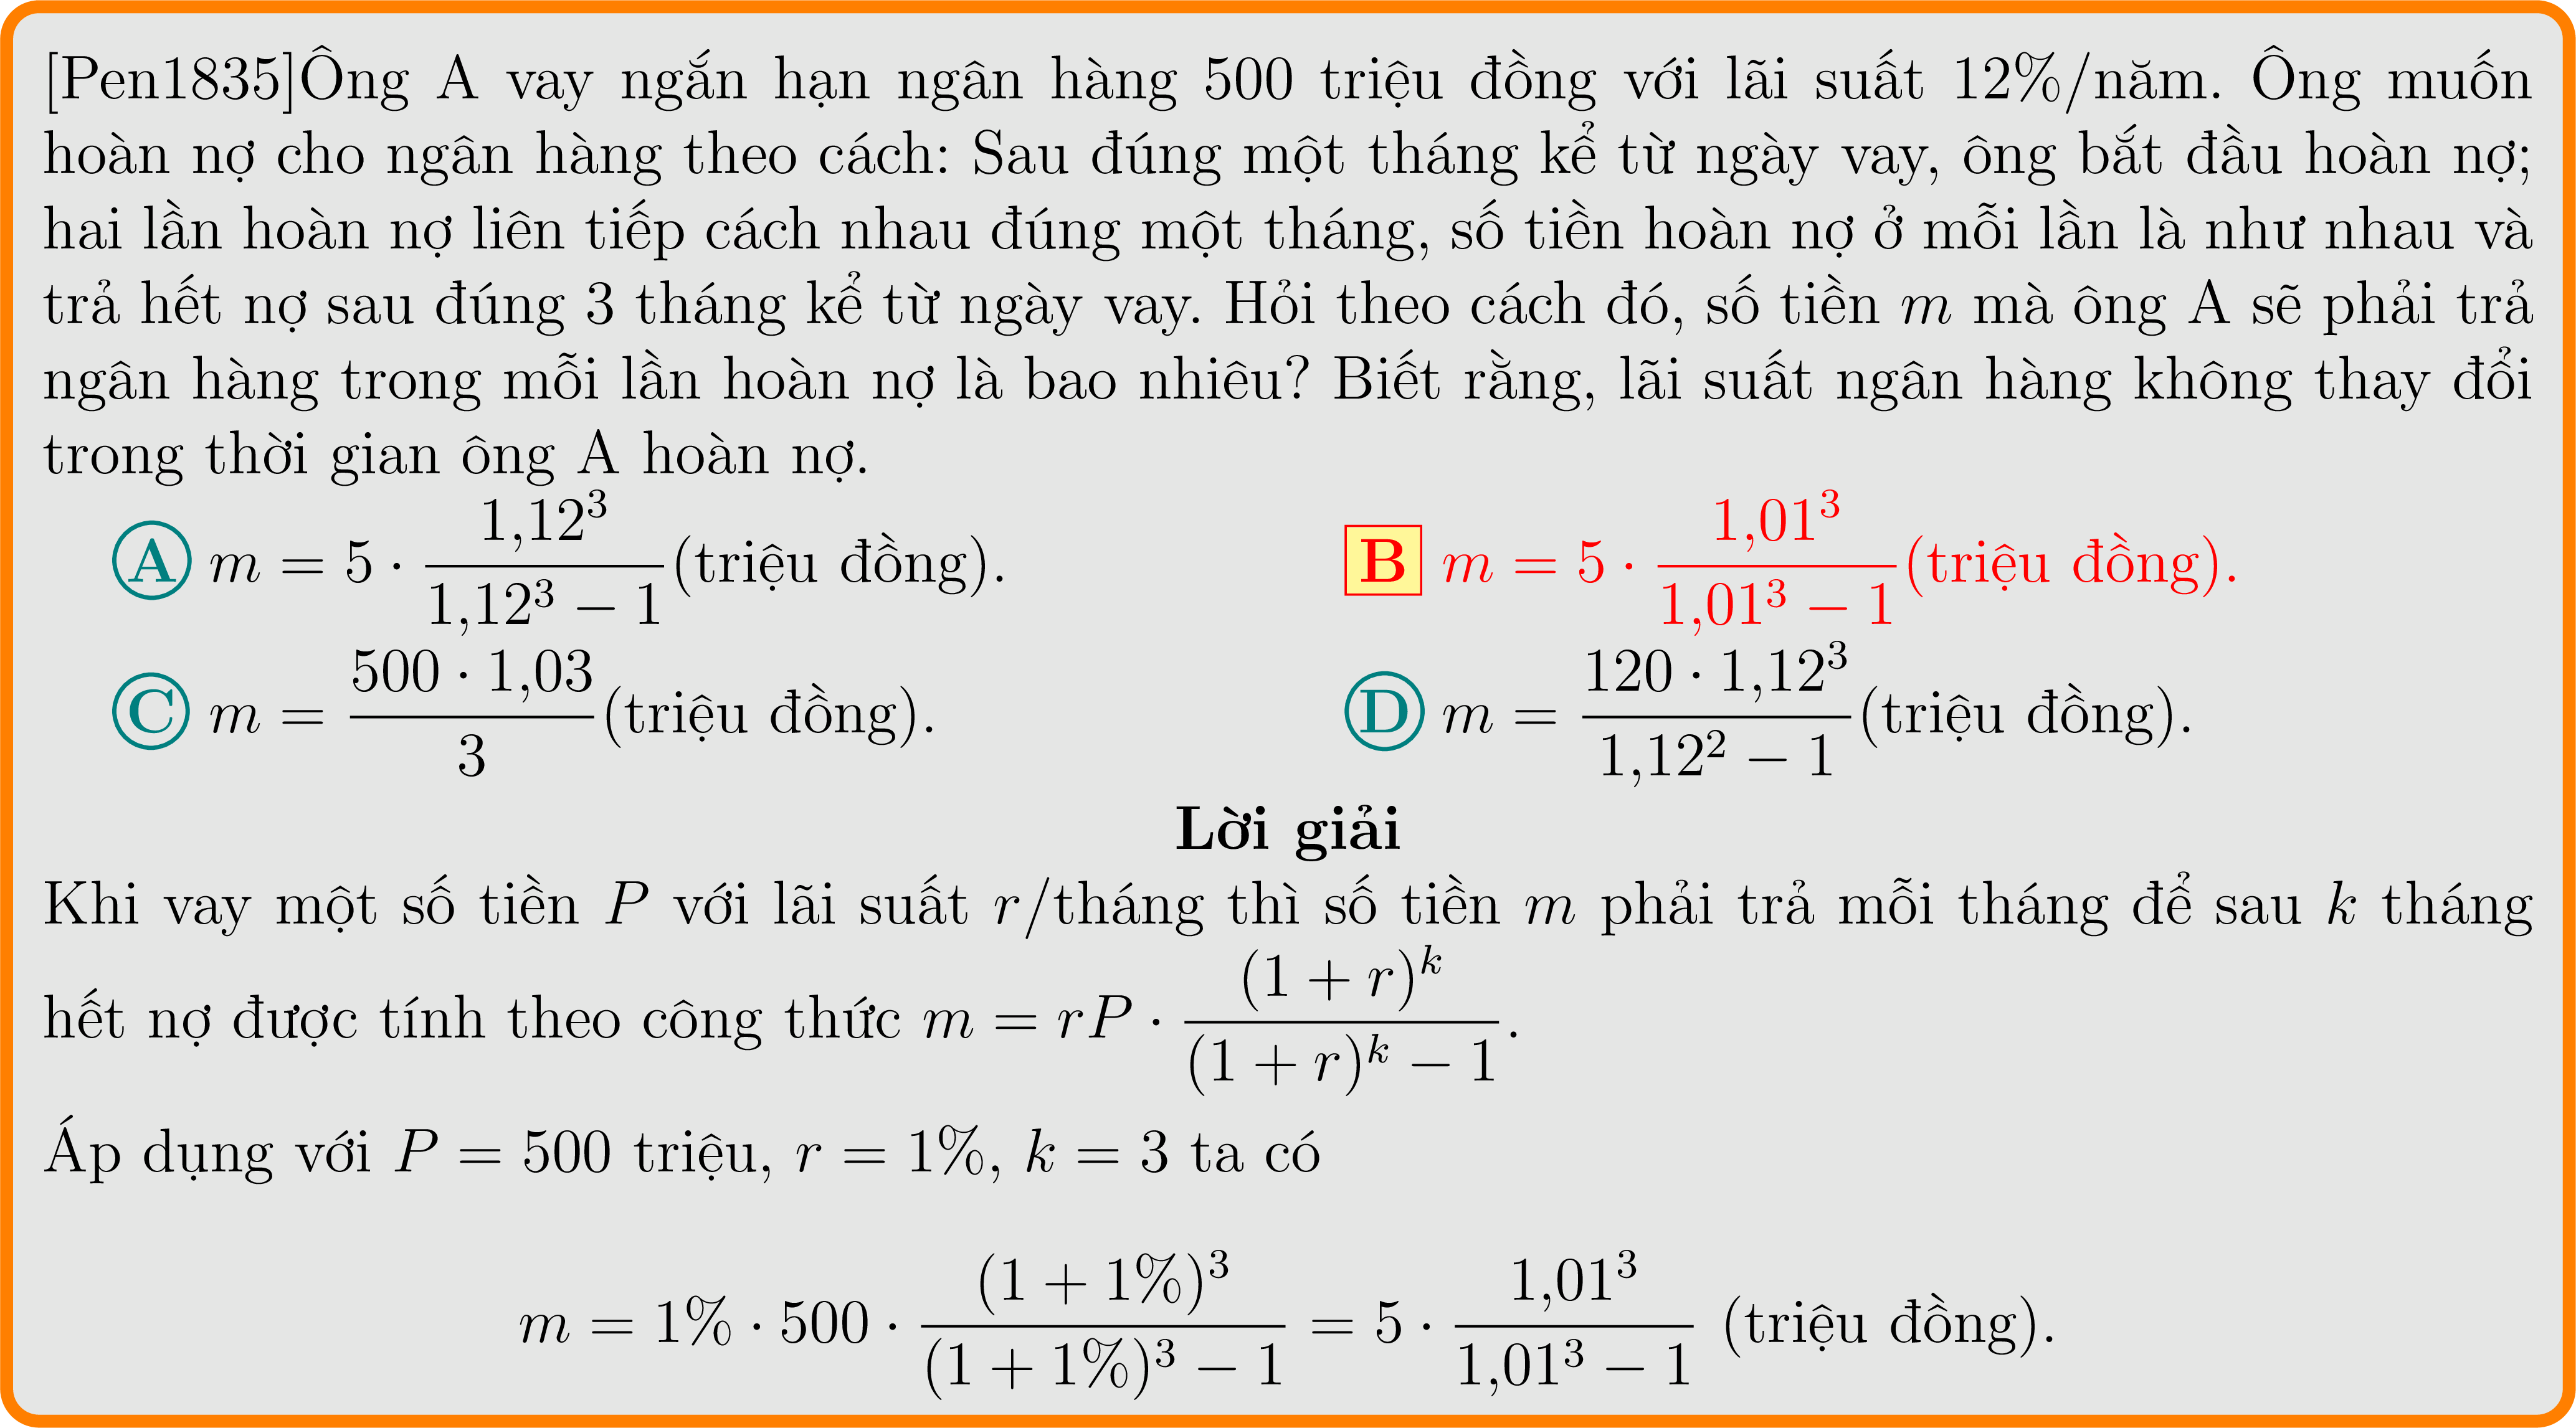 [Pen1835]Ông A vay ngắn hạn ngân hàng 500 triệu đồng với lãi suất 12%/năm. Ông muốn
hoàn nợ cho ngân hàng theo cách: Sau đúng một tháng kể từ ngày vay, ông bắt đầu hoàn nợ;
hai lần hoàn nợ liên tiếp cách nhau đúng một tháng, số tiền hoàn nợ ở mỗi lần là như nhau và
trả hết nợ sau đúng 3 tháng kể từ ngày vay. Hỏi theo cách đó, số tiền m mà ông A sẽ phải trả
ngân hàng trong mỗi lần hoàn nợ là bao nhiêu? Biết rằng, lãi suất ngân hàng không thay đổi
trong thời gian ông A hoàn nợ.
A m = 5 · \frac{1,12^3}{1,12^3 − 1}(triệu đồng).
B m = 5 · \frac{1,01^3}{1,01^3 − 1}(triệu đồng).
C m = \frac{500 · 1,03}{3}(triệu đồng).
D m = \frac{120 · 1,12^3}{1,12^2 − 1}(triệu đồng).
Lời giải
Khi vay một số tiền P với lãi suất r/tháng thì số tiền m phải trả mỗi tháng để sau k tháng
hết nợ được tính theo công thức m = rP · \frac{(1 + r)^k}{(1 + r)^k − 1}.
Áp dụng với P = 500 triệu, r = 1%, k = 3 ta có
m = 1% · 500 · \frac{(1 + 1%)^3}{(1 + 1%)^3 − 1} = 5 · \frac{1,01^3}{1,01^3 − 1} (triệu đồng).